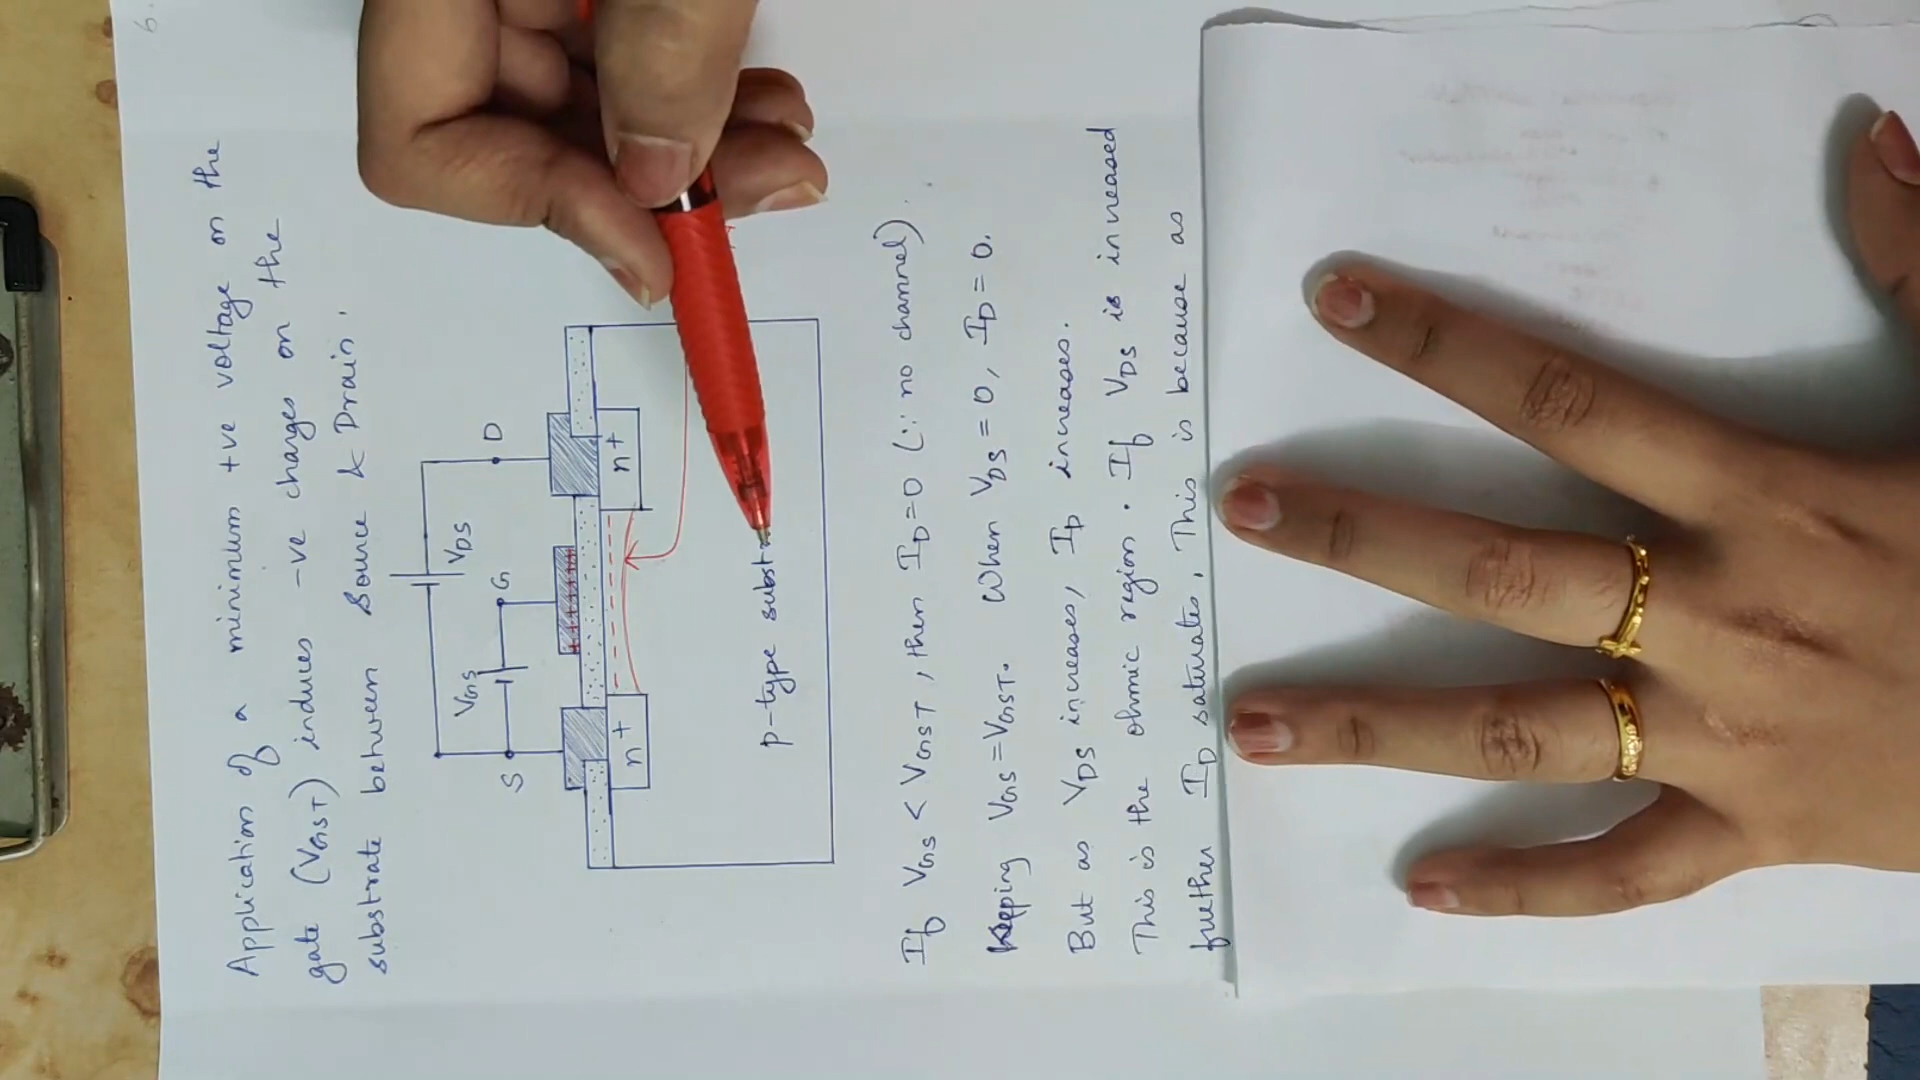 Application of a minimum +ve voltage on the
gate (VGST) induces -ve charges on the
substrate between Source & Drain.
VDS
D
VGS
G
S
n+
n+
p-type subst
If VGS < VGST, then ID=0 (∵ no channel).
Keeping VGS=VGST. When VDS=0, ID=0.
But as VDS increases, ID increases.
This is the ohmic region. If VDS is increased
further ID saturates. This is because as